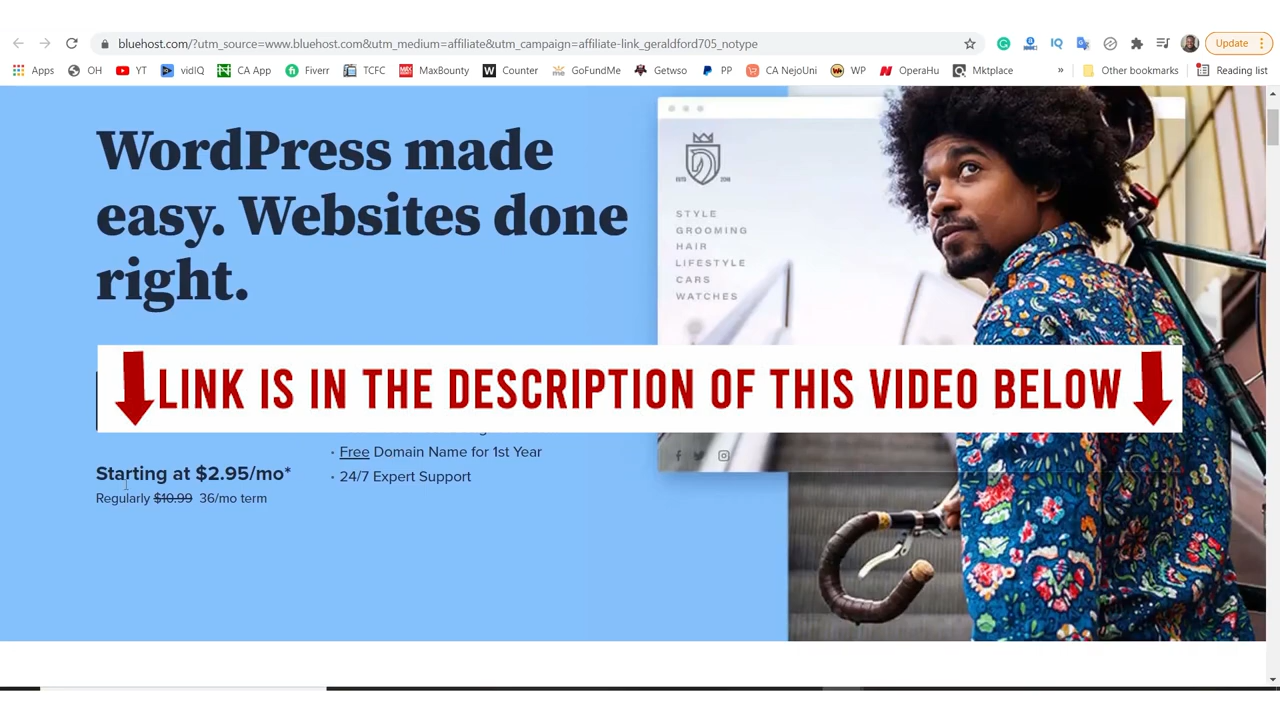 bluehost.com/?utm_source=www.bluehost.com&utm_medium=affiliate&utm_campaign=affiliate-link_geraldford705_notype
Update
Apps OH YT vidIQ CA App Fiverr TCFC MaxBounty Counter GoFundMe Getwso PP CA NejoUni WP OperaHu Mktplace » Other bookmarks Reading list
WordPress made
easy. Websites done
right.
STYLE
GROOMING
HAIR
LIFESTYLE
CARS
WATCHES
LINK IS IN THE DESCRIPTION OF THIS VIDEO BELOW
Starting at $2.95/mo*
Regularly $10.99 36/mo term
· Free Domain Name for 1st Year
· 24/7 Expert Support